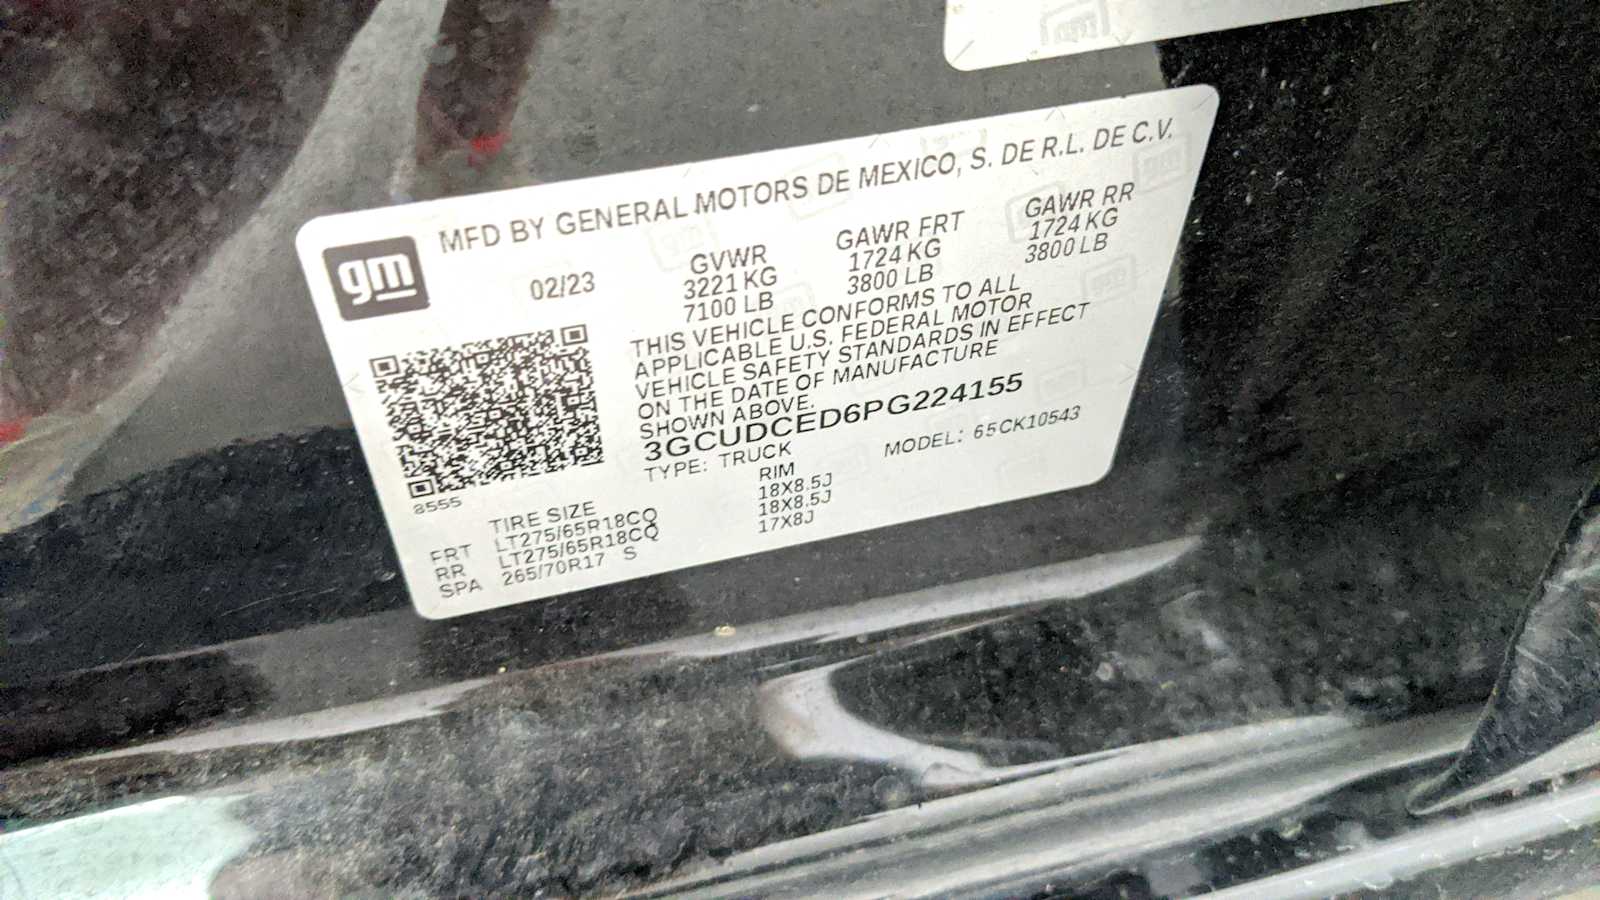 gm
MFD BY GENERAL MOTORS DE MEXICO, S. DE R.L. DE C.V.
02/23
GVWR
3221 KG
7100 LB
GAWR FRT
1724 KG
3800 LB
GAWR RR
1724 KG
3800 LB
THIS VEHICLE CONFORMS TO ALL
APPLICABLE U.S. FEDERAL MOTOR
VEHICLE SAFETY STANDARDS IN EFFECT
ON THE DATE OF MANUFACTURE
SHOWN ABOVE.
3GCUDCED6PG224155
TYPE: TRUCK MODEL: 65CK10543
8555
TIRE SIZE RIM
FRT LT275/65R18CQ 18X8.5J
RR LT275/65R18CQ 18X8.5J
SPA 265/70R17 S 17X8J